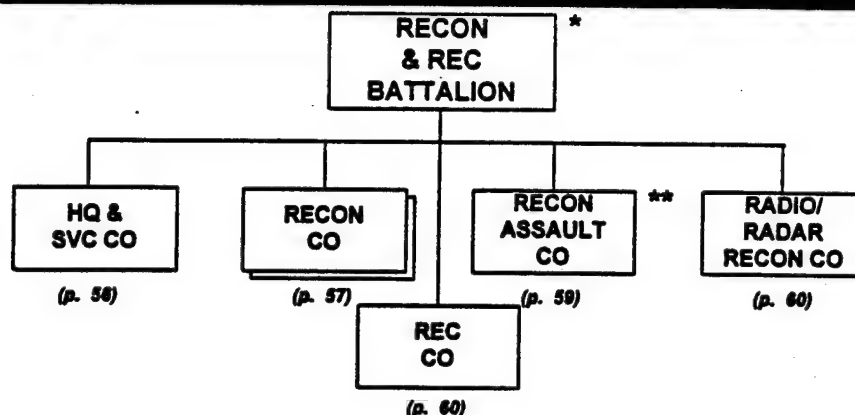 RECON
& REC
BATTALION
*
HQ &
SVC CO
(p. 56)
RECON
CO
(p. 57)
RECON
ASSAULT
CO
**
(p. 59)
RADIO/
RADAR
RECON CO
(p. 60)
REC
CO
(p. 60)